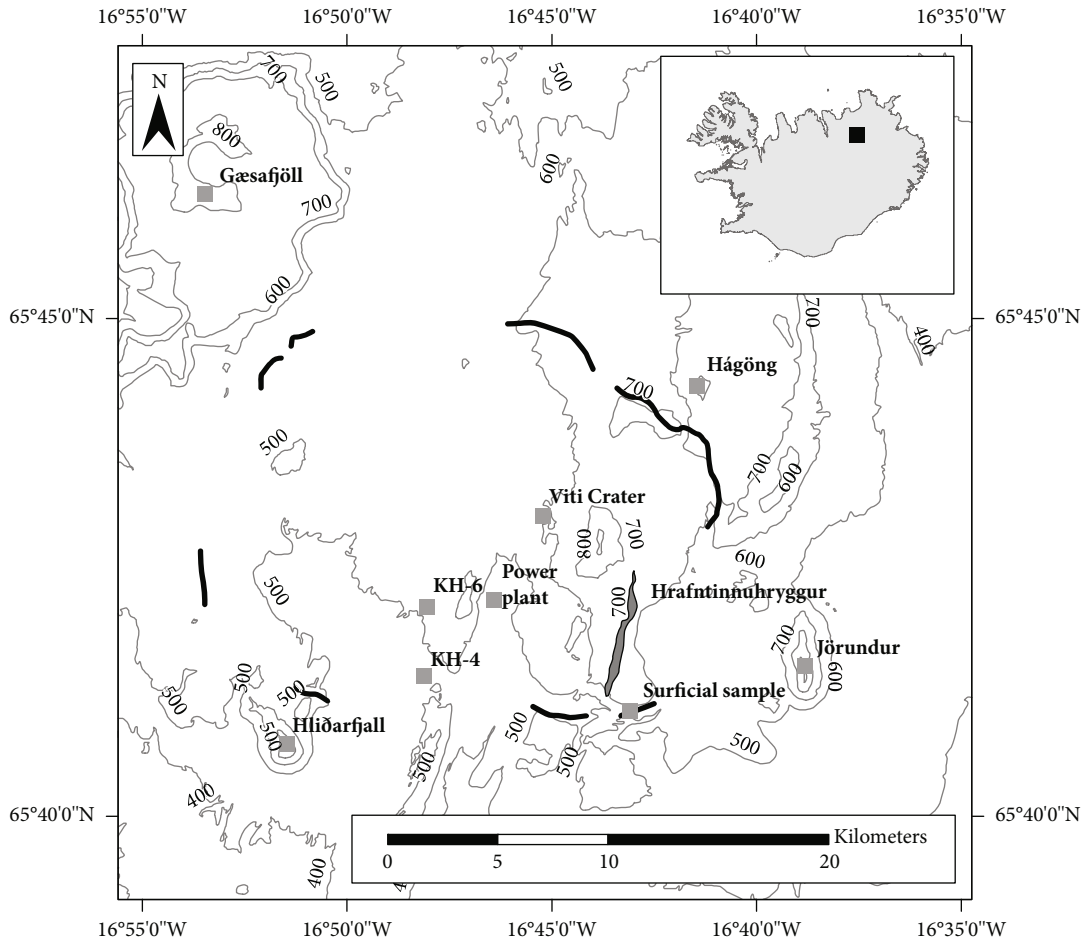 16°55'0"W 16°50'0"W 16°45'0"W 16°40'0"W 16°35'0"W
N
700
500
500
800
600
Gæsafjöll
700
600
65°45'0"N 65°45'0"N
700
400
Hágöng
700
500
700
600
Viti Crater
800
700
600
Power
plant
KH-6
500
700
Hrafntinnuhryggur
700
Jörundur
600
KH-4
500
500
500
Surficial sample
Hliðarfjall
500
500
500
500
500
400
65°40'0"N 65°40'0"N
Kilometers
0 5 10 20
400
16°55'0"W 16°50'0"W 16°45'0"W 16°40'0"W 16°35'0"W